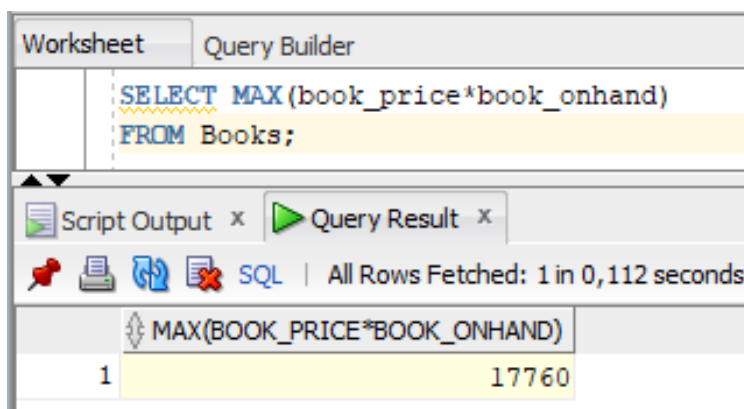 Worksheet Query Builder
SELECT MAX(book_price*book_onhand)
FROM Books;
Script Output x Query Result x
SQL | All Rows Fetched: 1 in 0,112 seconds
MAX(BOOK_PRICE*BOOK_ONHAND)
1 17760